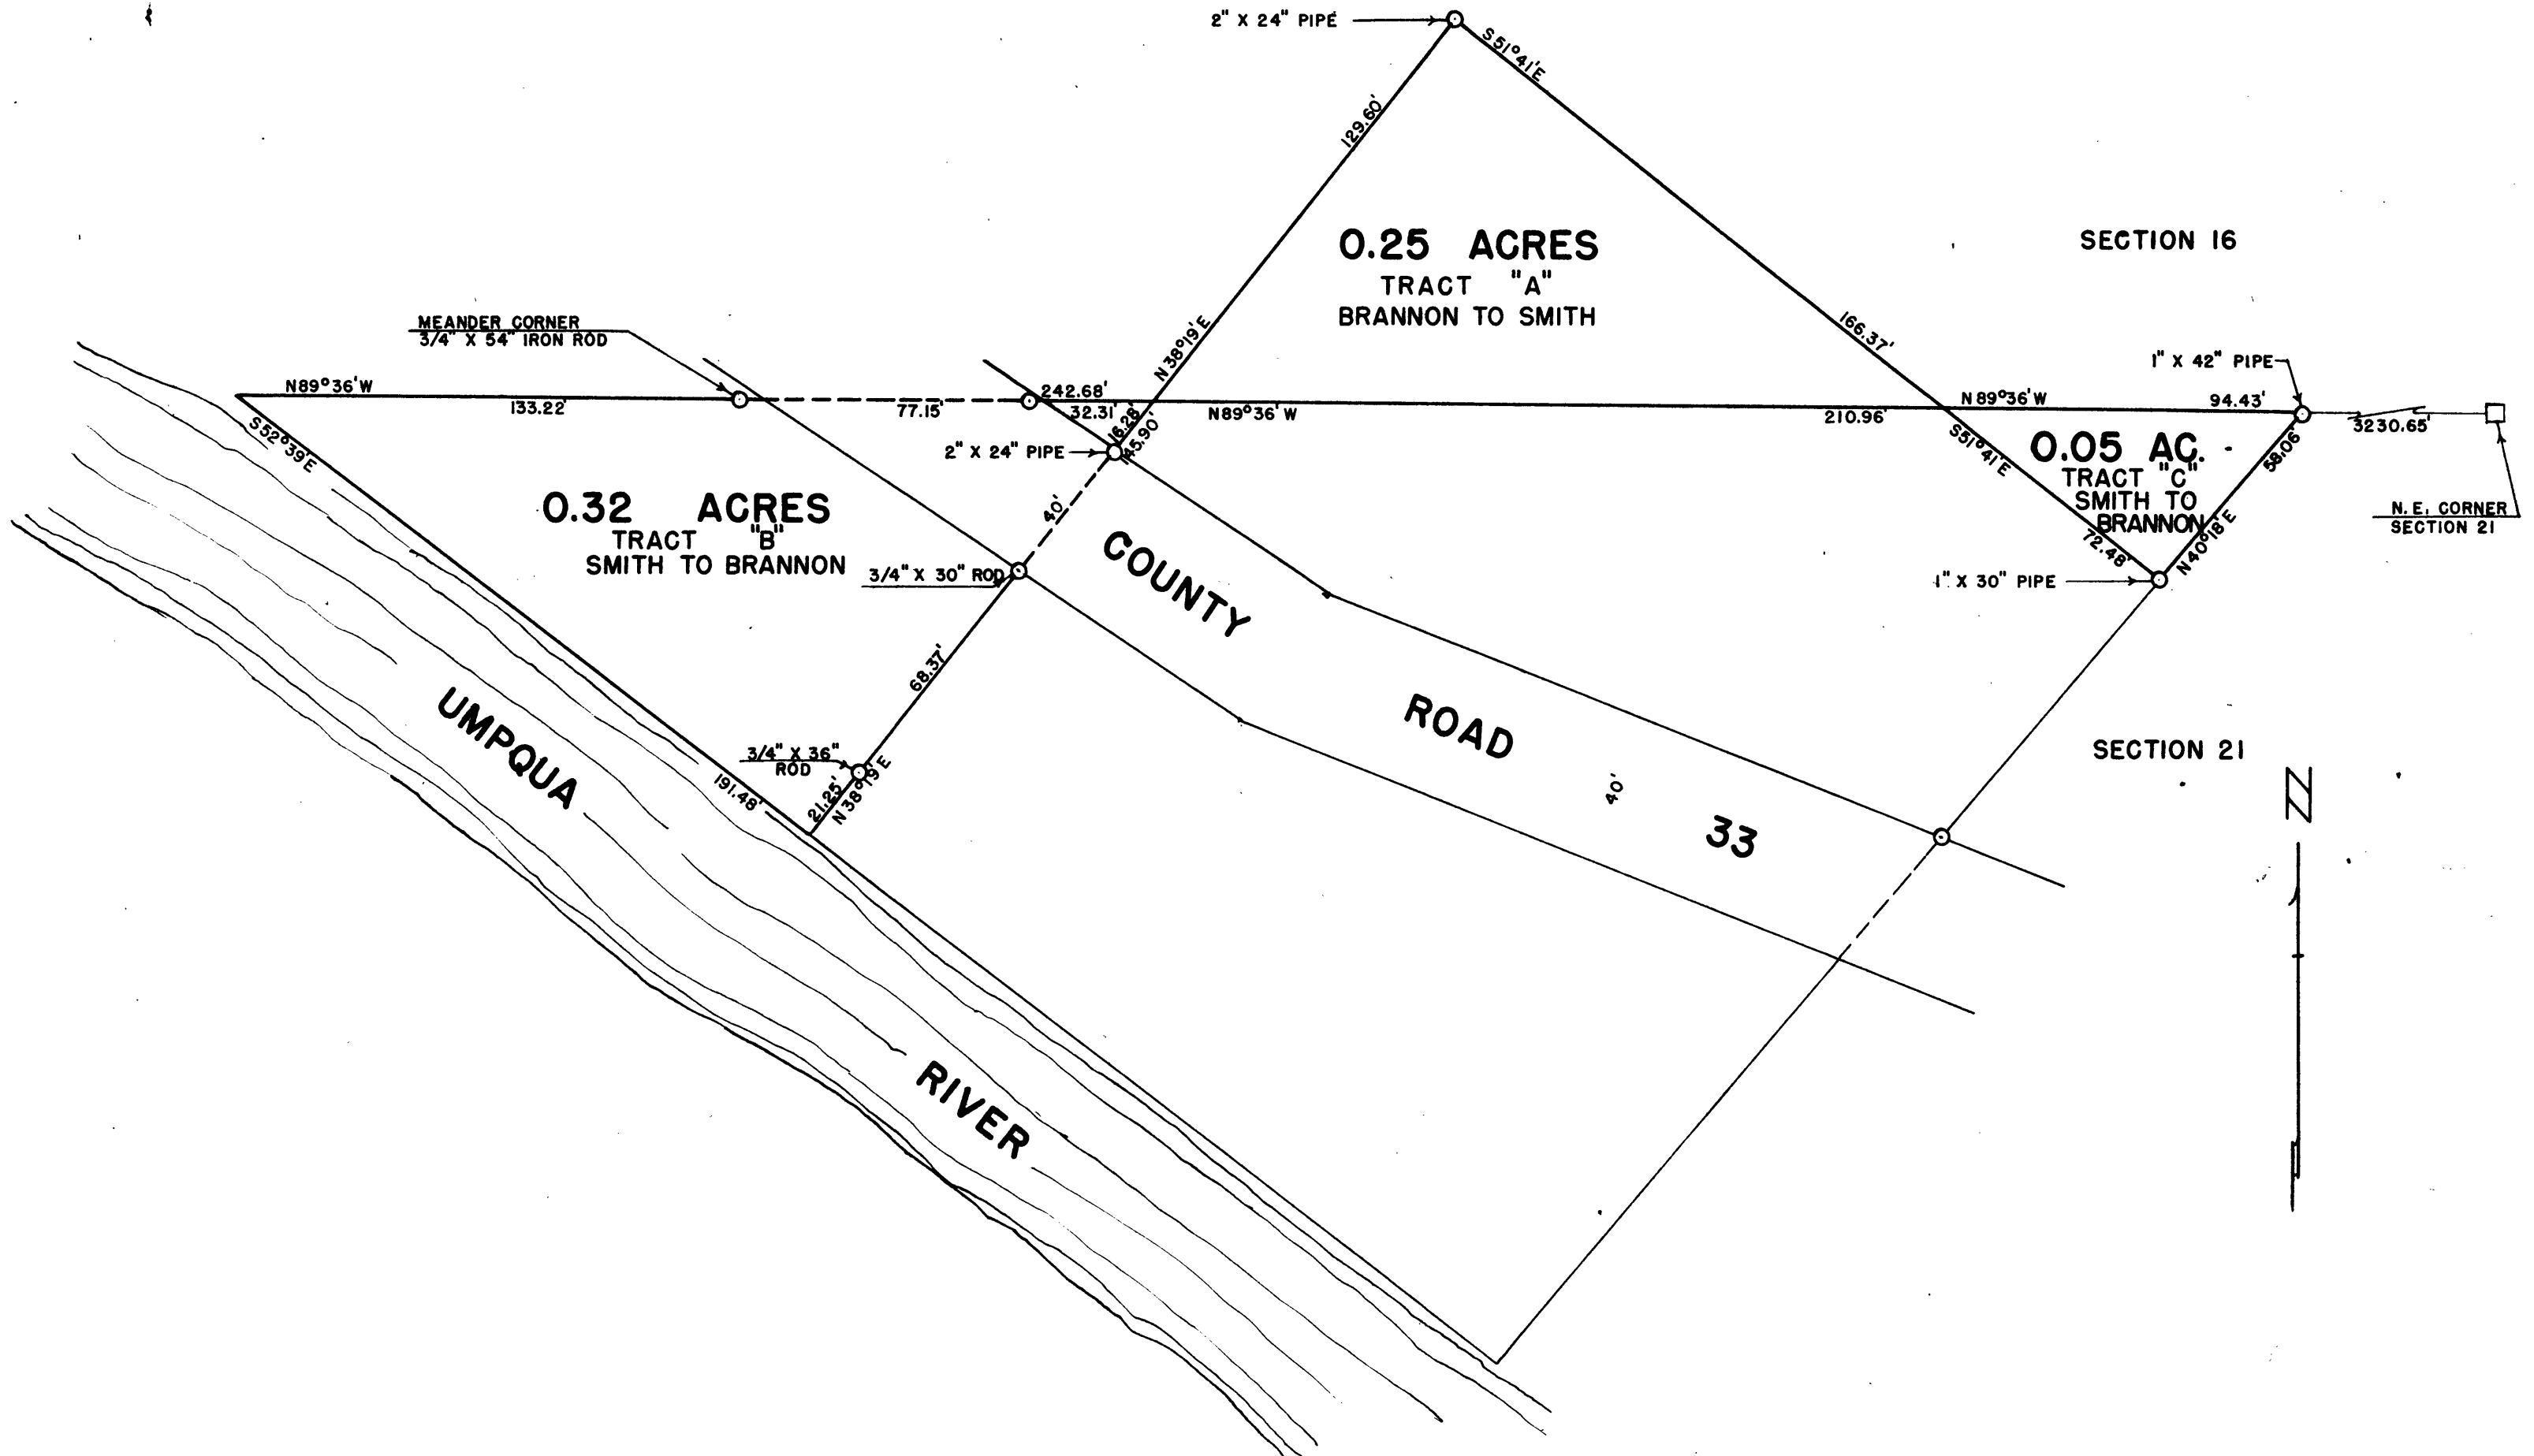 2" X 24" PIPE
S51°41'E
129.60'
0.25 ACRES
TRACT "A"
BRANNON TO SMITH
SECTION 16
MEANDER CORNER
3/4" X 54" IRON ROD
N 38°19'E
166.37'
1" X 42" PIPE
N89°36'W
133.22'
77.15'
242.68'
32.31'
16.28'
145.90'
N89°36'W
210.96'
N89°36'W
94.43'
3230.65'
S52°39'E
2" X 24" PIPE
S51°41'E
0.05 AC.
TRACT "C"
SMITH TO
BRANNON
58.06'
N.E. CORNER
SECTION 21
0.32 ACRES
TRACT "B"
SMITH TO BRANNON
40'
3/4" X 30" ROD
72.48'
N40°18'E
1" X 30" PIPE
COUNTY
ROAD
33
40'
68.37'
SECTION 21
3/4" X 36"
ROD
21.25'
N 38°19'E
191.48'
N
UMPQUA
RIVER